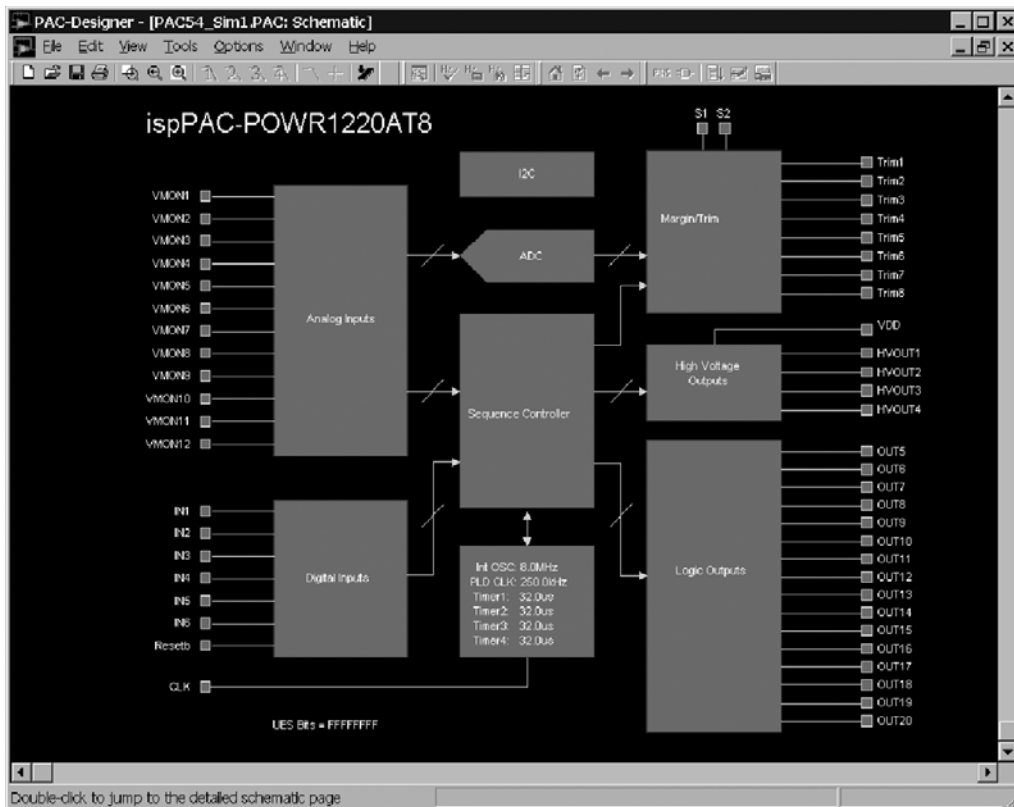 PAC-Designer - [PAC54_Sim1.PAC: Schematic]
File Edit View Tools Options Window Help
ispPAC-POWR1220AT8
S1 S2
I2C
ADC
Margin/Trim
Trim1
Trim2
Trim3
Trim4
Trim5
Trim6
Trim7
Trim8
VMON1
VMON2
VMON3
VMON4
VMON5
VMON6
VMON7
VMON8
VMON9
VMON10
VMON11
VMON12
Analog Inputs
Sequence Controller
VDD
High Voltage
Outputs
HVOUT1
HVOUT2
HVOUT3
HVOUT4
IN1
IN2
IN3
IN4
IN5
IN6
Resetb
CLK
Digital Inputs
Int OSC: 8.0MHz
PLD CLK: 250.0kHz
Timer1: 32.0us
Timer2: 32.0us
Timer3: 32.0us
Timer4: 32.0us
Logic Outputs
OUT5
OUT6
OUT7
OUT8
OUT9
OUT10
OUT11
OUT12
OUT13
OUT14
OUT15
OUT16
OUT17
OUT18
OUT19
OUT20
UES Bits = FFFFFFFF
Double-click to jump to the detailed schematic page